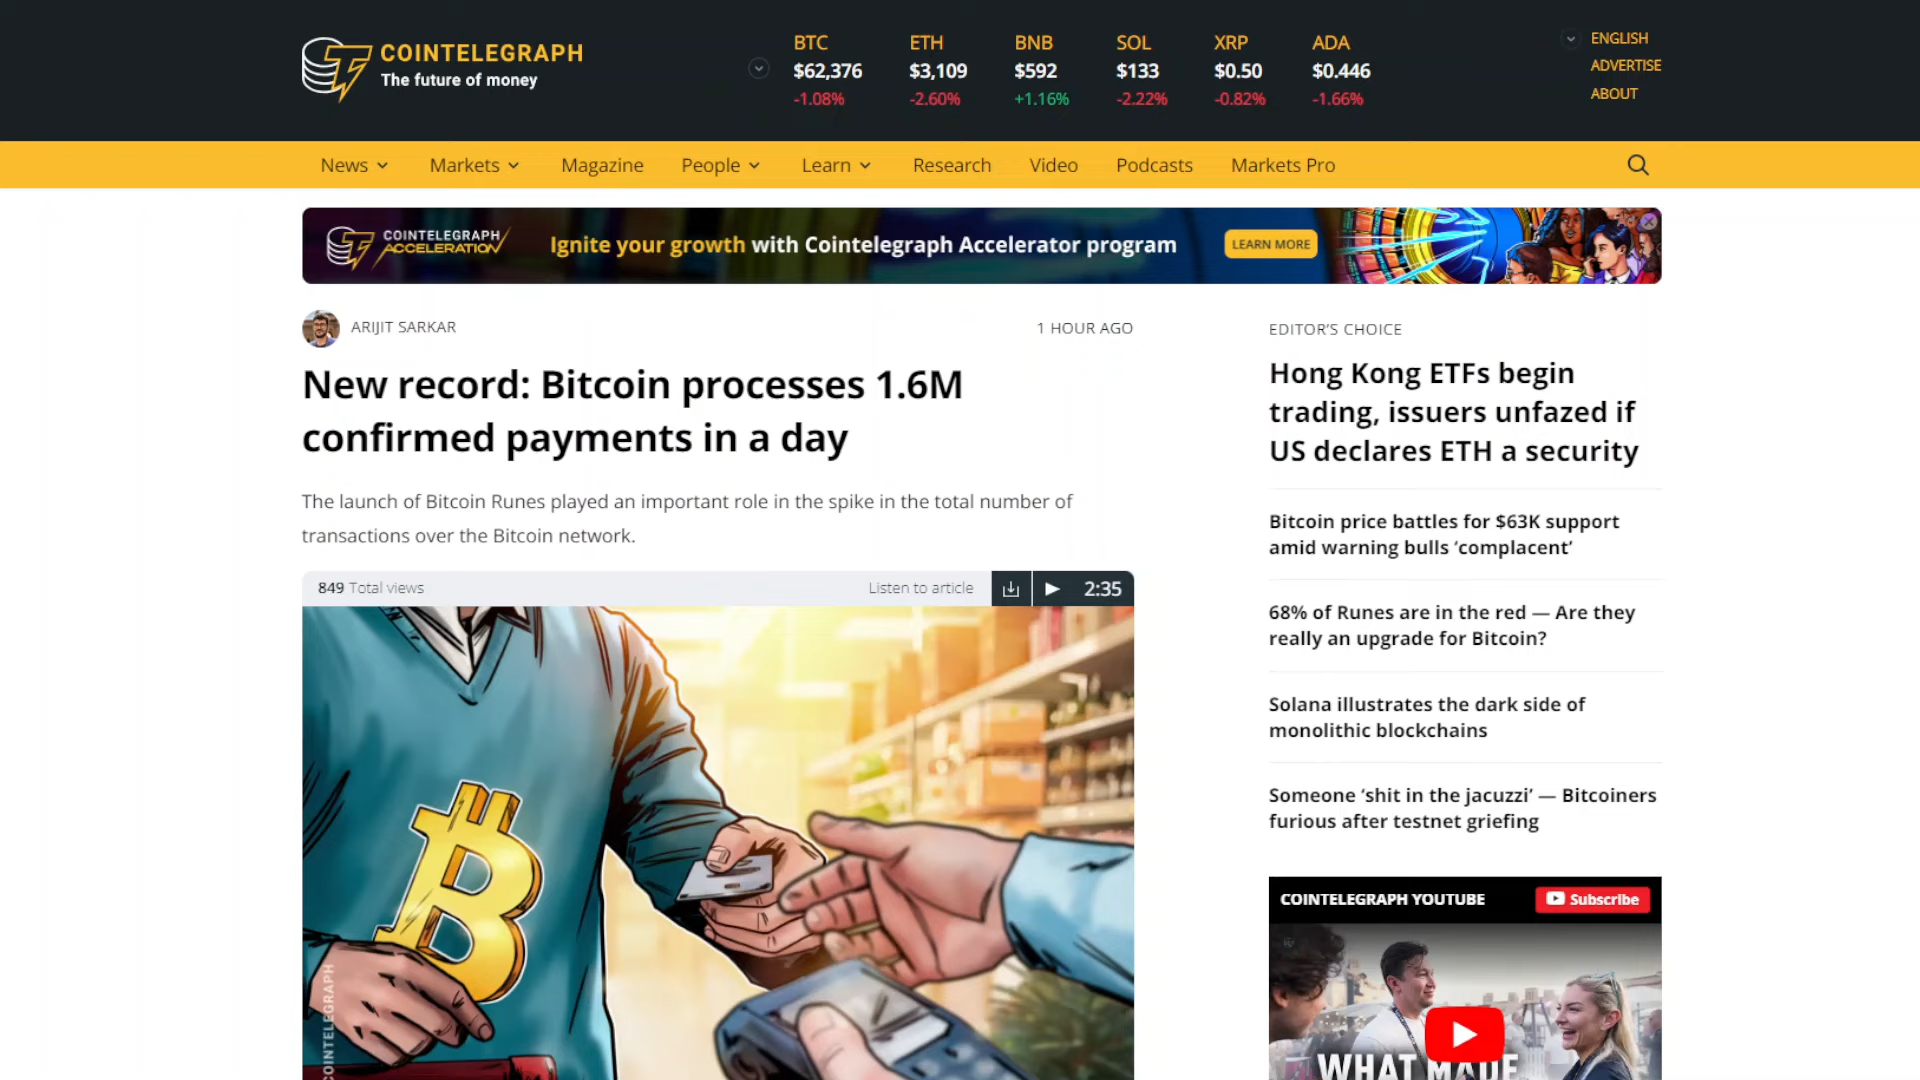 COINTELEGRAPH
The future of money
BTC
$62,376
-1.08%
ETH
$3,109
-2.60%
BNB
$592
+1.16%
SOL
$133
-2.22%
XRP
$0.50
-0.82%
ADA
$0.446
-1.66%
ENGLISH
ADVERTISE
ABOUT
News
Markets
Magazine
People
Learn
Research
Video
Podcasts
Markets Pro
COINTELEGRAPH
ACCELERATION
Ignite your growth with Cointelegraph Accelerator program
LEARN MORE
ARIJIT SARKAR
1 HOUR AGO
New record: Bitcoin processes 1.6M
confirmed payments in a day
The launch of Bitcoin Runes played an important role in the spike in the total number of
transactions over the Bitcoin network.
849 Total views
Listen to article
2:35
COINTELEGRAPH
EDITOR’S CHOICE
Hong Kong ETFs begin
trading, issuers unfazed if
US declares ETH a security
Bitcoin price battles for $63K support
amid warning bulls ‘complacent’
68% of Runes are in the red — Are they
really an upgrade for Bitcoin?
Solana illustrates the dark side of
monolithic blockchains
Someone ‘shit in the jacuzzi’ — Bitcoiners
furious after testnet griefing
COINTELEGRAPH YOUTUBE
Subscribe
WHAT MADE